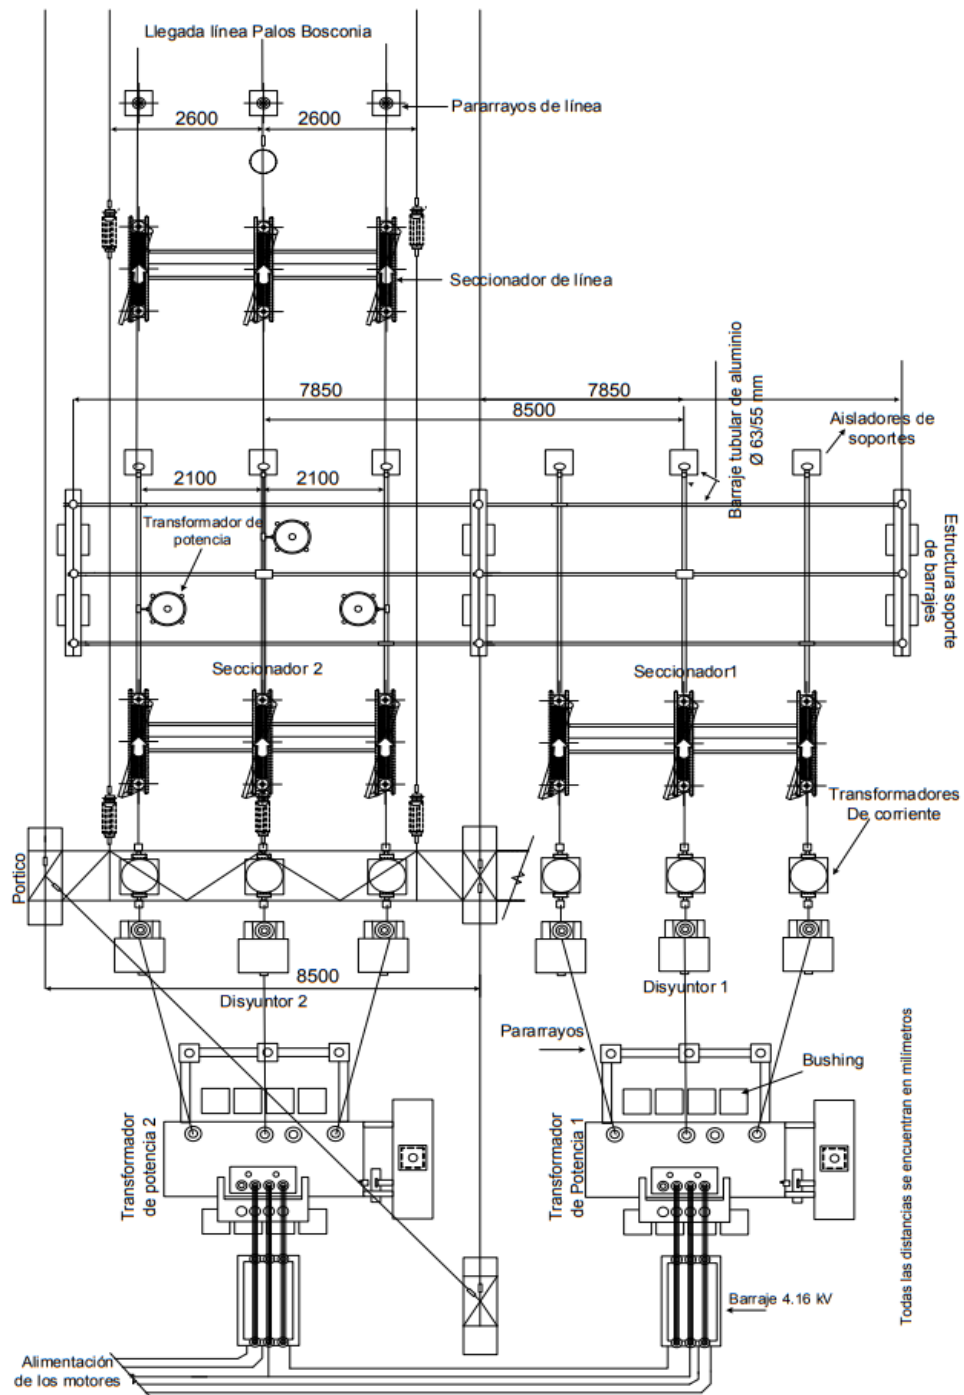 Llegada línea Palos Bosconia
Pararrayos de línea
2600
2600
Seccionador de línea
7850
7850
8500
Barraje tubular de aluminio
Ø 63/55 mm
Aisladores de
soportes
2100
2100
Transformador de
potencia
Estructura soporte
de barrajes
Seccionador 2
Seccionador1
Transformadores
De corriente
Portico
8500
Disyuntor 2
Disyuntor 1
Pararrayos
Bushing
Transformador
de potencia 2
Transformador
de Potencia 1
Todas las distancias se encuentran en milimetros
Barraje 4.16 kV
Alimentación
de los motores